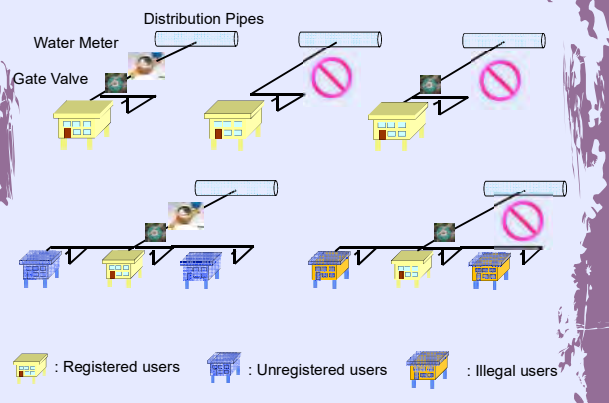 Distribution Pipes
Water Meter
Gate Valve
: Registered users
: Unregistered users
: Illegal users